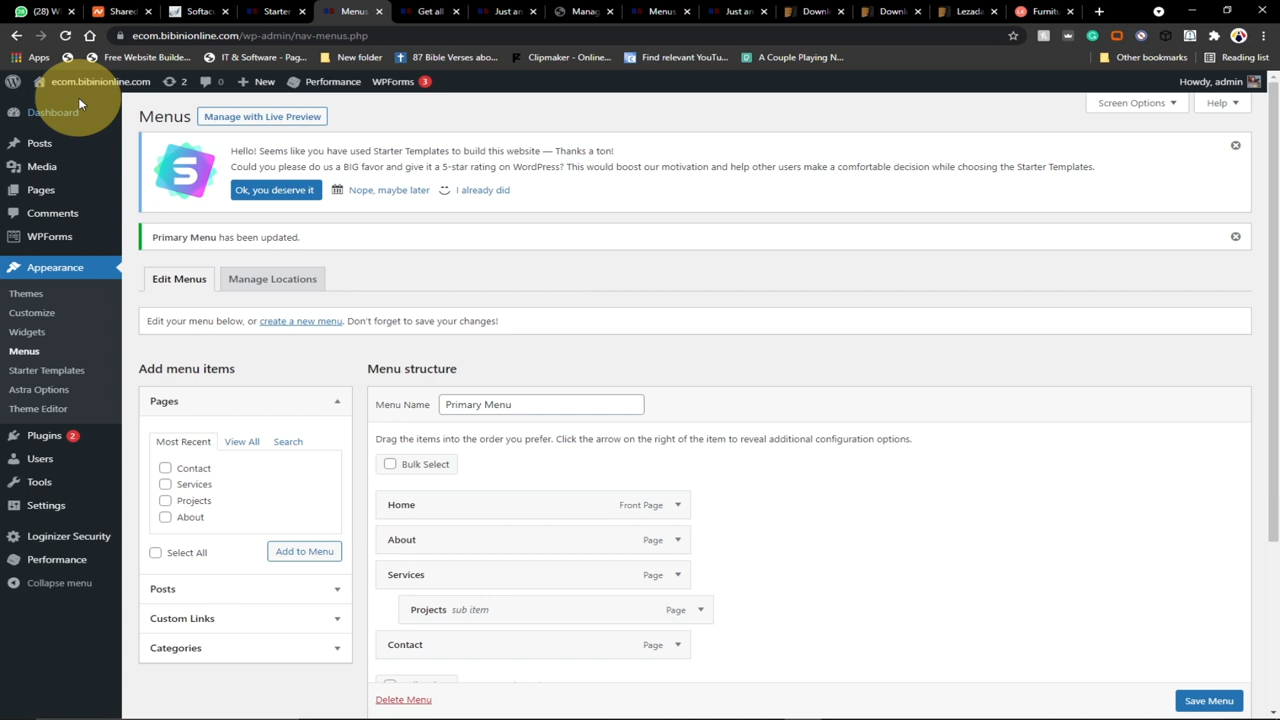 (28) W
Shared
Softacu
Starter
Menus
Get all
Just an
Manag
Menus
Just an
Downl
Downl
Lezada
Furnitu
ecom.bibinionline.com/wp-admin/nav-menus.php
Apps
Free Website Builde...
IT & Software - Pag...
New folder
87 Bible Verses abo...
Clipmaker - Online...
Find relevant YouTu...
A Couple Playing N...
Other bookmarks
Reading list
ecom.bibinionline.com
2
0
New
Performance
WPForms 3
Howdy, admin
Dashboard
Posts
Media
Pages
Comments
WPForms
Appearance
Themes
Customize
Widgets
Menus
Starter Templates
Astra Options
Theme Editor
Plugins 2
Users
Tools
Settings
Loginizer Security
Performance
Collapse menu
Menus
Manage with Live Preview
Screen Options
Help
Hello! Seems like you have used Starter Templates to build this website — Thanks a ton!
Could you please do us a BIG favor and give it a 5-star rating on WordPress? This would boost our motivation and help other users make a comfortable decision while choosing the Starter Templates.
Ok, you deserve it
Nope, maybe later
I already did
Primary Menu has been updated.
Edit Menus
Manage Locations
Edit your menu below, or create a new menu. Don't forget to save your changes!
Add menu items
Pages
Most Recent
View All
Search
Contact
Services
Projects
About
Select All
Add to Menu
Posts
Custom Links
Categories
Menu structure
Menu Name
Primary Menu
Drag the items into the order you prefer. Click the arrow on the right of the item to reveal additional configuration options.
Bulk Select
Home
Front Page
About
Page
Services
Page
Projects sub item
Page
Contact
Page
Delete Menu
Save Menu